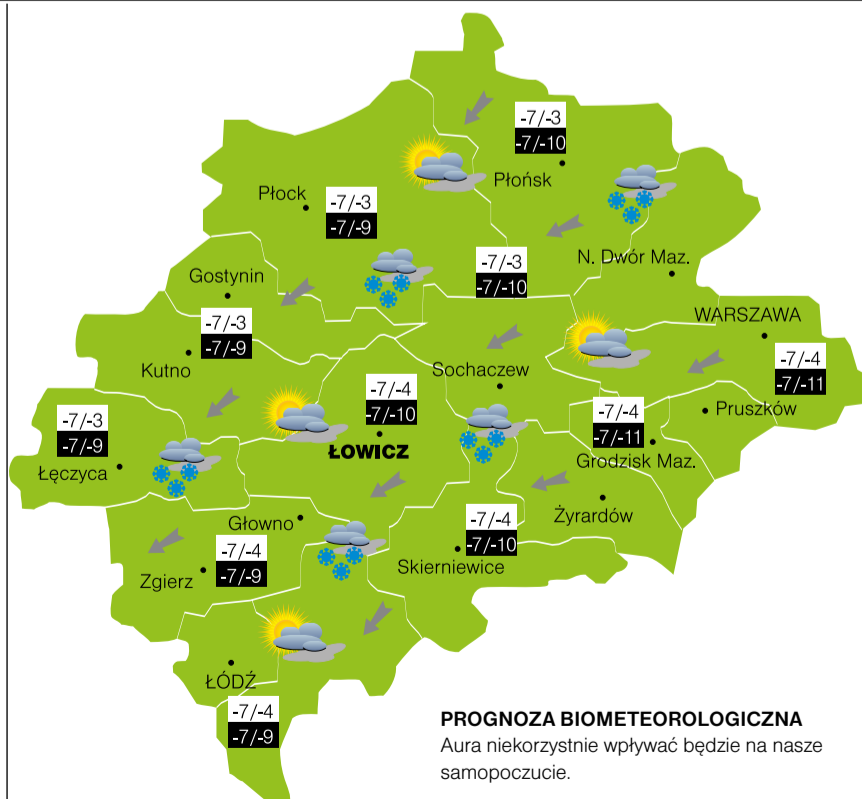 -7/-3
-7/-10
Płońsk
Płock
-7/-3
-7/-9
N. Dwór Maz.
Gostynin
-7/-3
-7/-10
-7/-3
-7/-9
Kutno
WARSZAWA
-7/-4
-7/-11
Sochaczew
-7/-4
-7/-10
ŁOWICZ
Pruszków
-7/-4
-7/-11
Grodzisk Maz.
-7/-3
-7/-9
Łęczyca
Żyrardów
Głowno
-7/-4
-7/-10
Skierniewice
-7/-4
-7/-9
Zgierz
ŁÓDŹ
-7/-4
-7/-9
PROGNOZA BIOMETEOROLOGICZNA
Aura niekorzystnie wpływać będzie na nasze
samopoczucie.